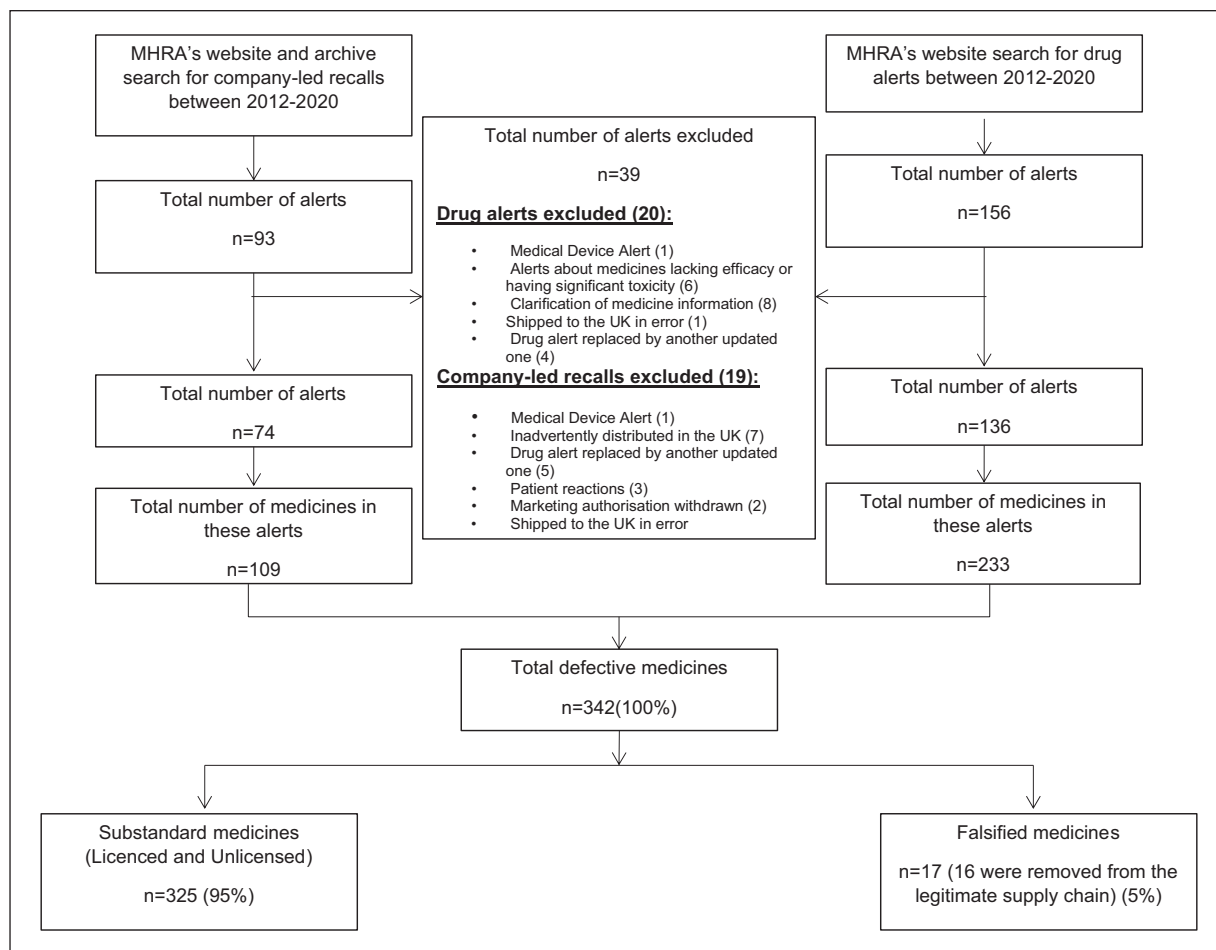 MHRA's website and archive
search for company-led recalls
between 2012-2020
MHRA's website search for drug
alerts between 2012-2020
Total number of alerts
n=93
Total number of alerts excluded
n=39
Drug alerts excluded (20):
• Medical Device Alert (1)
• Alerts about medicines lacking efficacy or
having significant toxicity (6)
• Clarification of medicine information (8)
• Shipped to the UK in error (1)
• Drug alert replaced by another updated
one (4)
Company-led recalls excluded (19):
• Medical Device Alert (1)
• Inadvertently distributed in the UK (7)
• Drug alert replaced by another updated
one (5)
• Patient reactions (3)
• Marketing authorisation withdrawn (2)
• Shipped to the UK in error
Total number of alerts
n=156
Total number of alerts
n=74
Total number of alerts
n=136
Total number of medicines in
these alerts
n=109
Total number of medicines in
these alerts
n=233
Total defective medicines
n=342(100%)
Substandard medicines
(Licenced and Unlicensed)
n=325 (95%)
Falsified medicines
n=17 (16 were removed from the
legitimate supply chain) (5%)